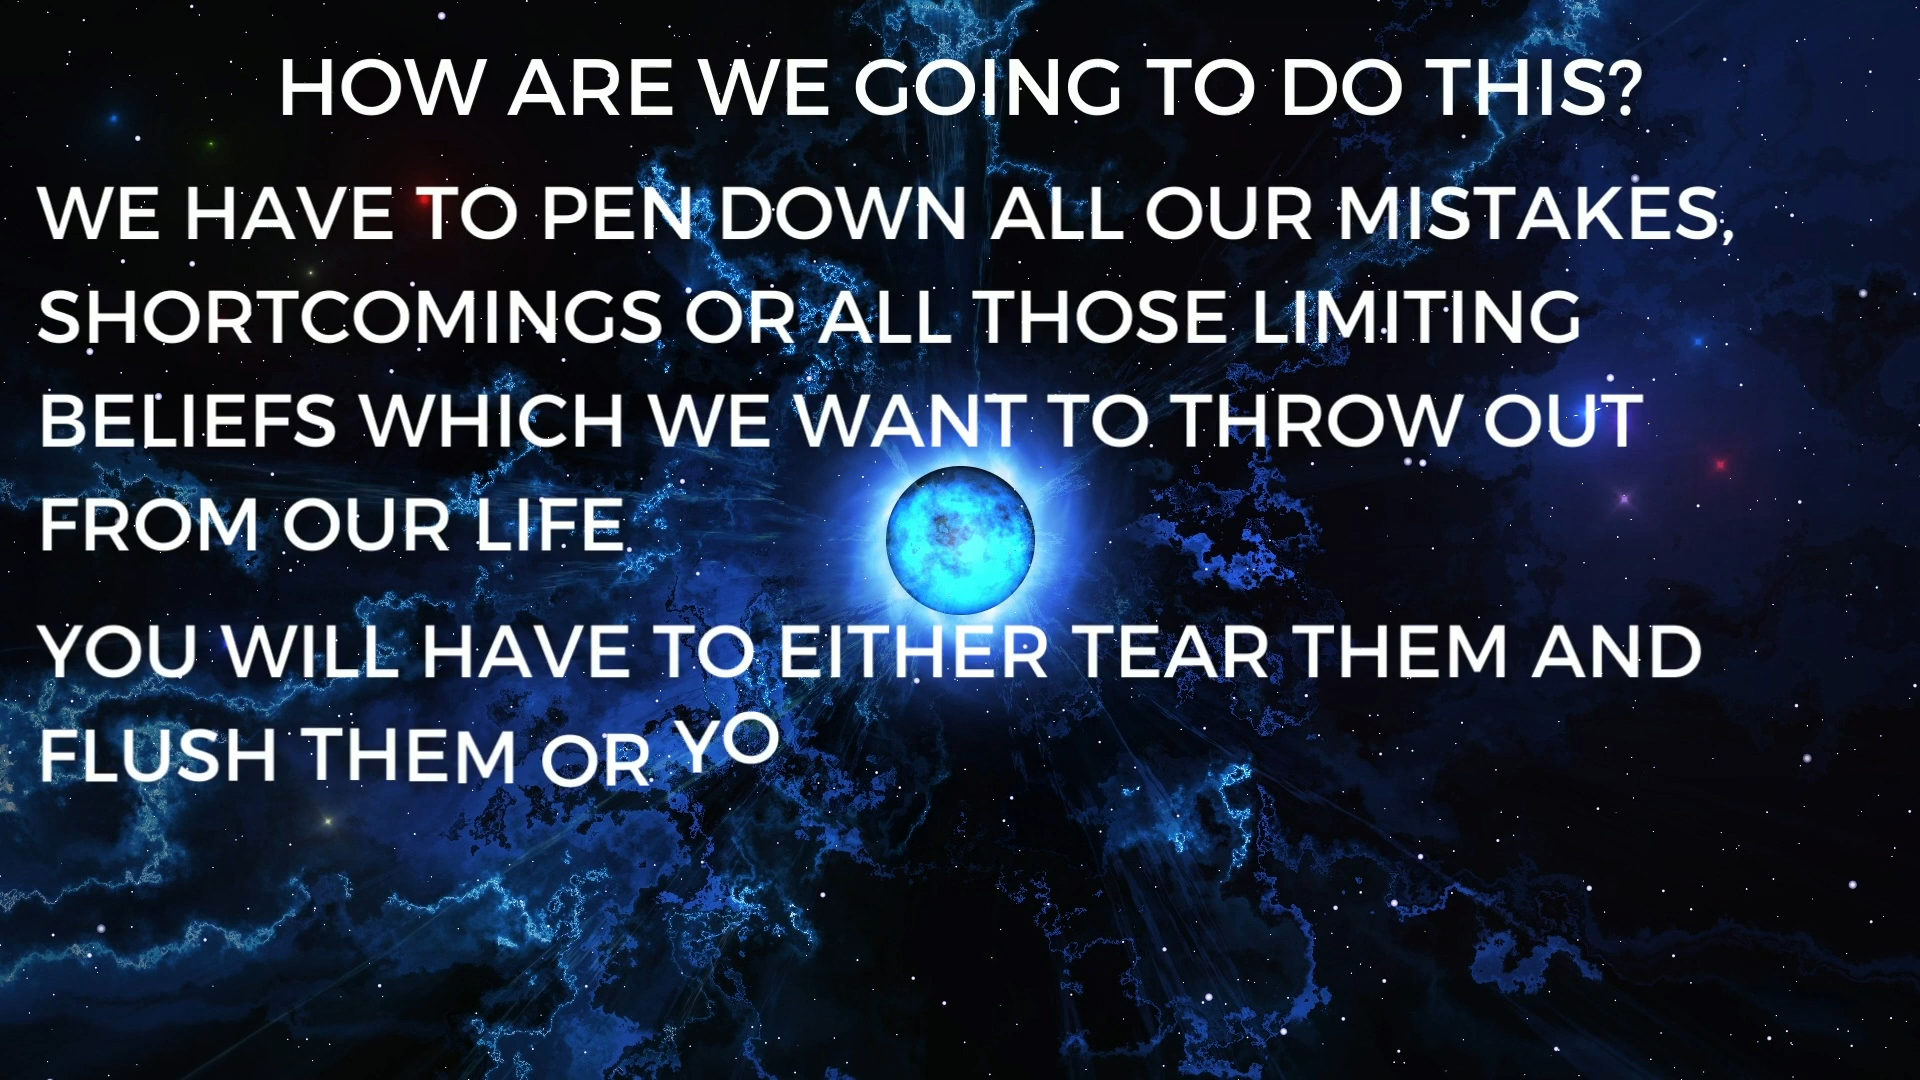 HOW ARE WE GOING TO DO THIS?
WE HAVE TO PEN DOWN ALL OUR MISTAKES,
SHORTCOMINGS OR ALL THOSE LIMITING
BELIEFS WHICH WE WANT TO THROW OUT
FROM OUR LIFE
YOU WILL HAVE TO EITHER TEAR THEM AND
FLUSH THEM OR YO